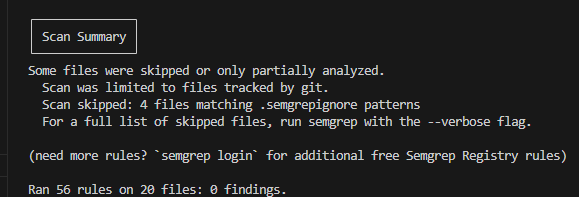 Scan Summary
Some files were skipped or only partially analyzed.
Scan was limited to files tracked by git.
Scan skipped: 4 files matching .semgrepignore patterns
For a full list of skipped files, run semgrep with the --verbose flag.
(need more rules? `semgrep login` for additional free Semgrep Registry rules)
Ran 56 rules on 20 files: 0 findings.